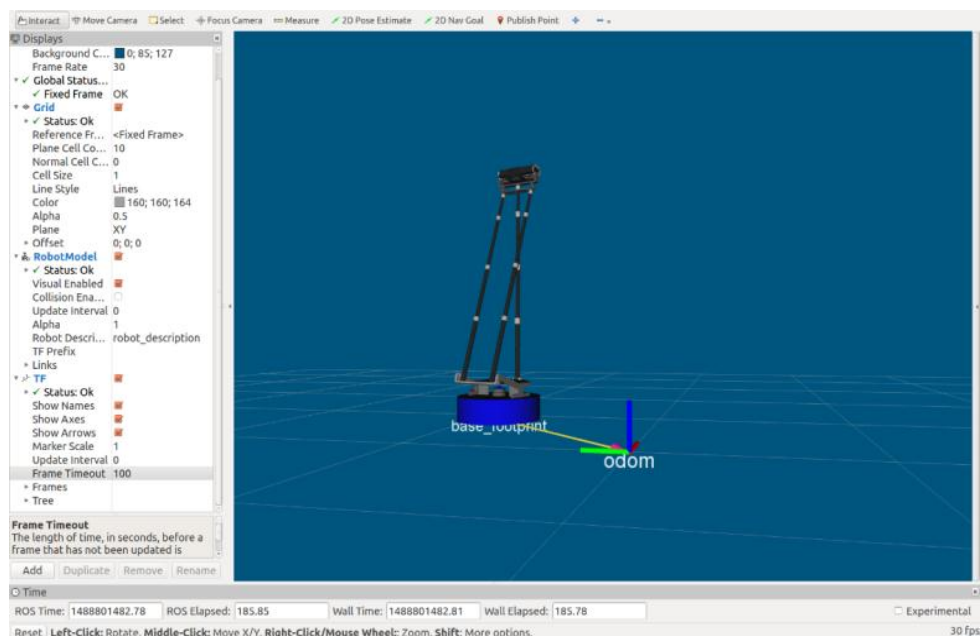 Interact Move Camera Select Focus Camera Measure 2D Pose Estimate 2D Nav Goal Publish Point
Displays
Background C... 0; 85; 127
Frame Rate 30
Global Status...
Fixed Frame OK
Grid
Status: Ok
Reference Fr... <Fixed Frame>
Plane Cell Co... 10
Normal Cell C... 0
Cell Size 1
Line Style Lines
Color 160; 160; 164
Alpha 0.5
Plane XY
Offset 0; 0; 0
RobotModel
Status: Ok
Visual Enabled
Collision Ena...
Update Interval 0
Alpha 1
Robot Descri... robot_description
TF Prefix
Links
TF
Status: Ok
Show Names
Show Axes
Show Arrows
Marker Scale 1
Update Interval 0
Frame Timeout 100
Frames
Tree
Frame Timeout
The length of time, in seconds, before a
frame that has not been updated is
Add Duplicate Remove Rename
base_footprint
odom
Time
ROS Time: 1488801482.78 ROS Elapsed: 185.85 Wall Time: 1488801482.81 Wall Elapsed: 185.78 Experimental
Reset Left-Click: Rotate. Middle-Click: Move X/Y. Right-Click/Mouse Wheel: Zoom. Shift: More options. 30 fps